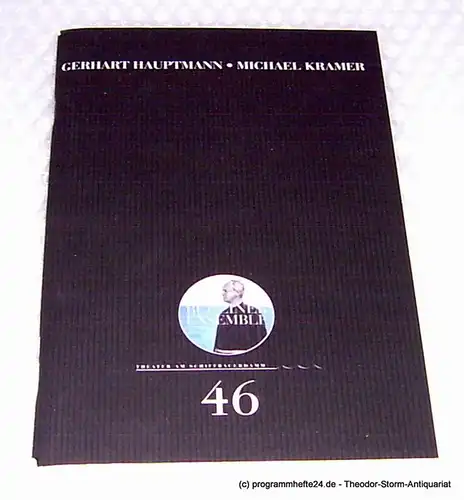 GERHART HAUPTMANN • MICHAEL KRAMER
BERLINER
ENSEMBLE
THEATER AM SCHIFFBAUERDAMM
46
(c) programmhefte24.de - Theodor-Storm-Antiquariat